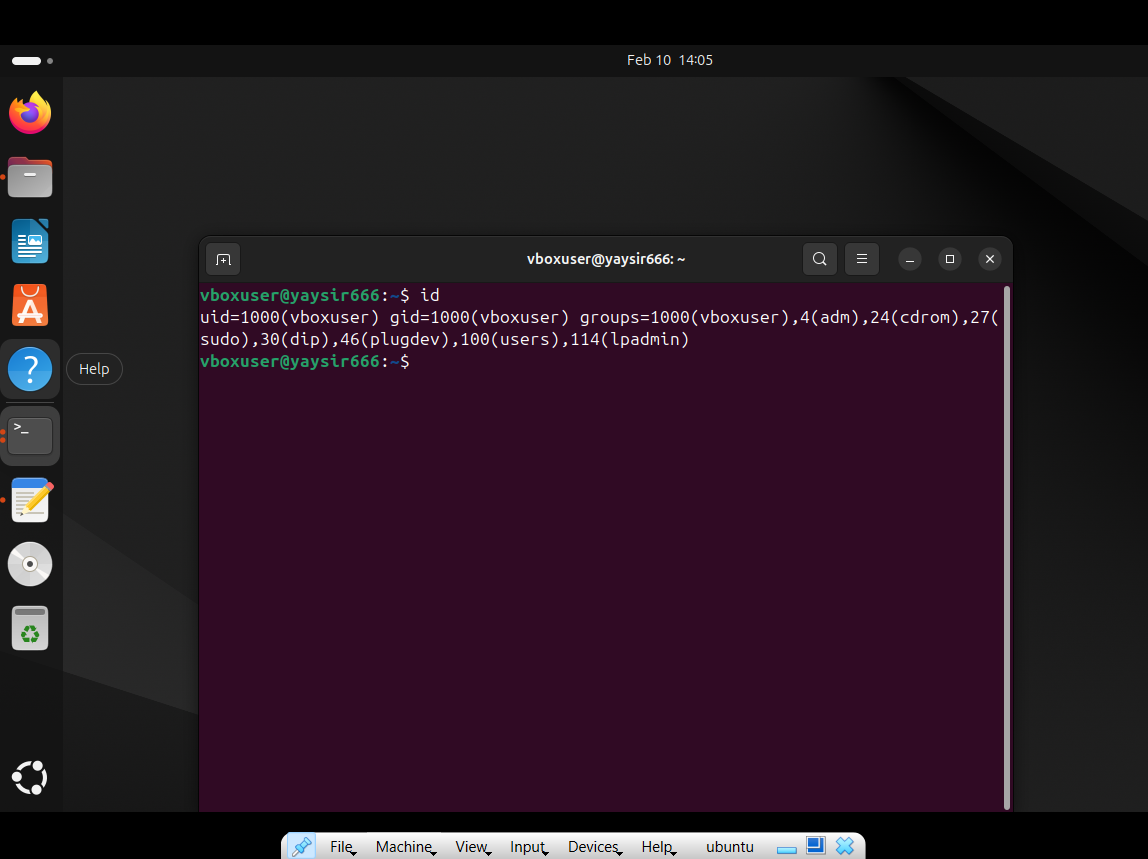 Feb 10 14:05
vboxuser@yaysir666: ~
vboxuser@yaysir666:~$ id
uid=1000(vboxuser) gid=1000(vboxuser) groups=1000(vboxuser),4(adm),24(cdrom),27(
sudo),30(dip),46(plugdev),100(users),114(lpadmin)
vboxuser@yaysir666:~$
Help
File Machine View Input Devices Help ubuntu